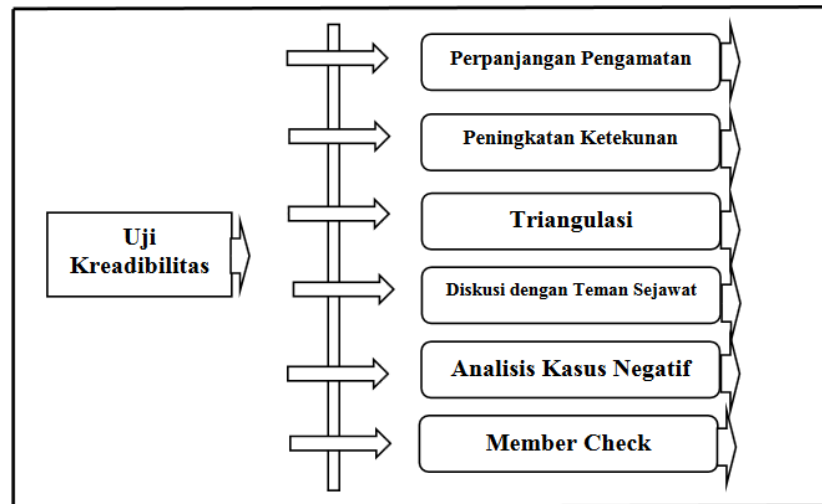 Perpanjangan Pengamatan
Peningkatan Ketekunan
Triangulasi
Uji
Kreadibilitas
Diskusi dengan Teman Sejawat
Analisis Kasus Negatif
Member Check